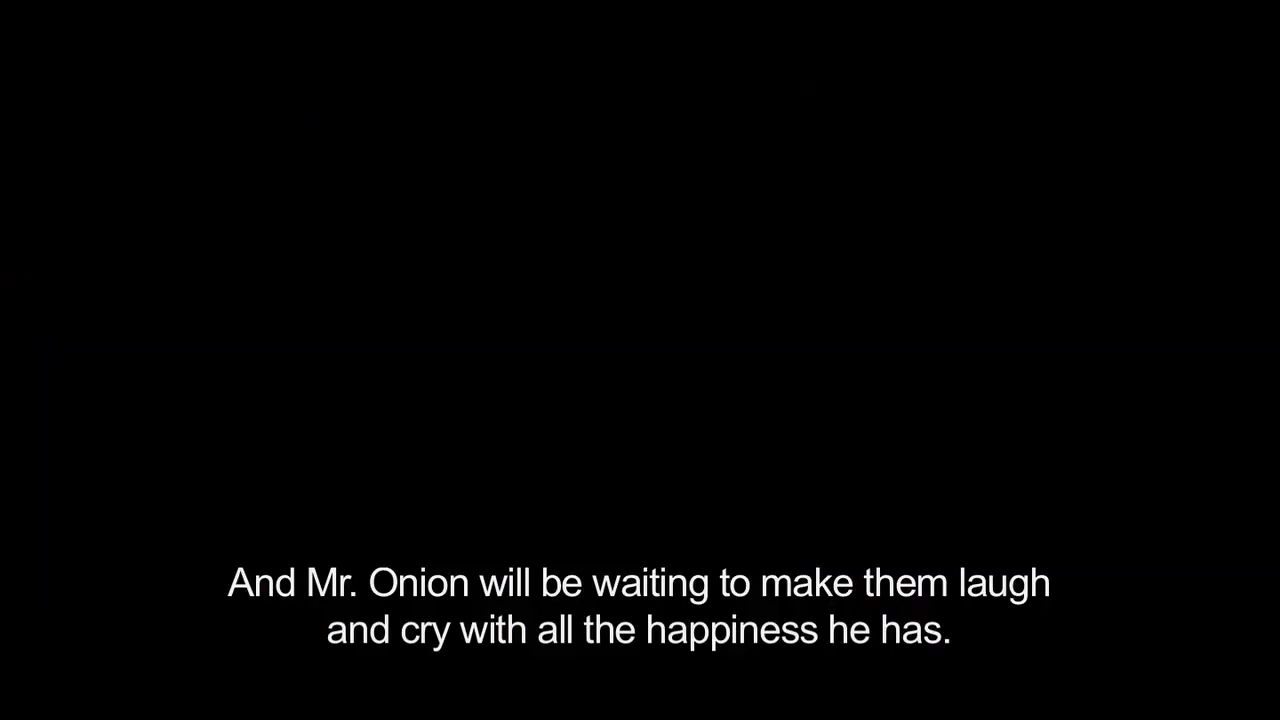 And Mr. Onion will be waiting to make them laugh
and cry with all the happiness he has.